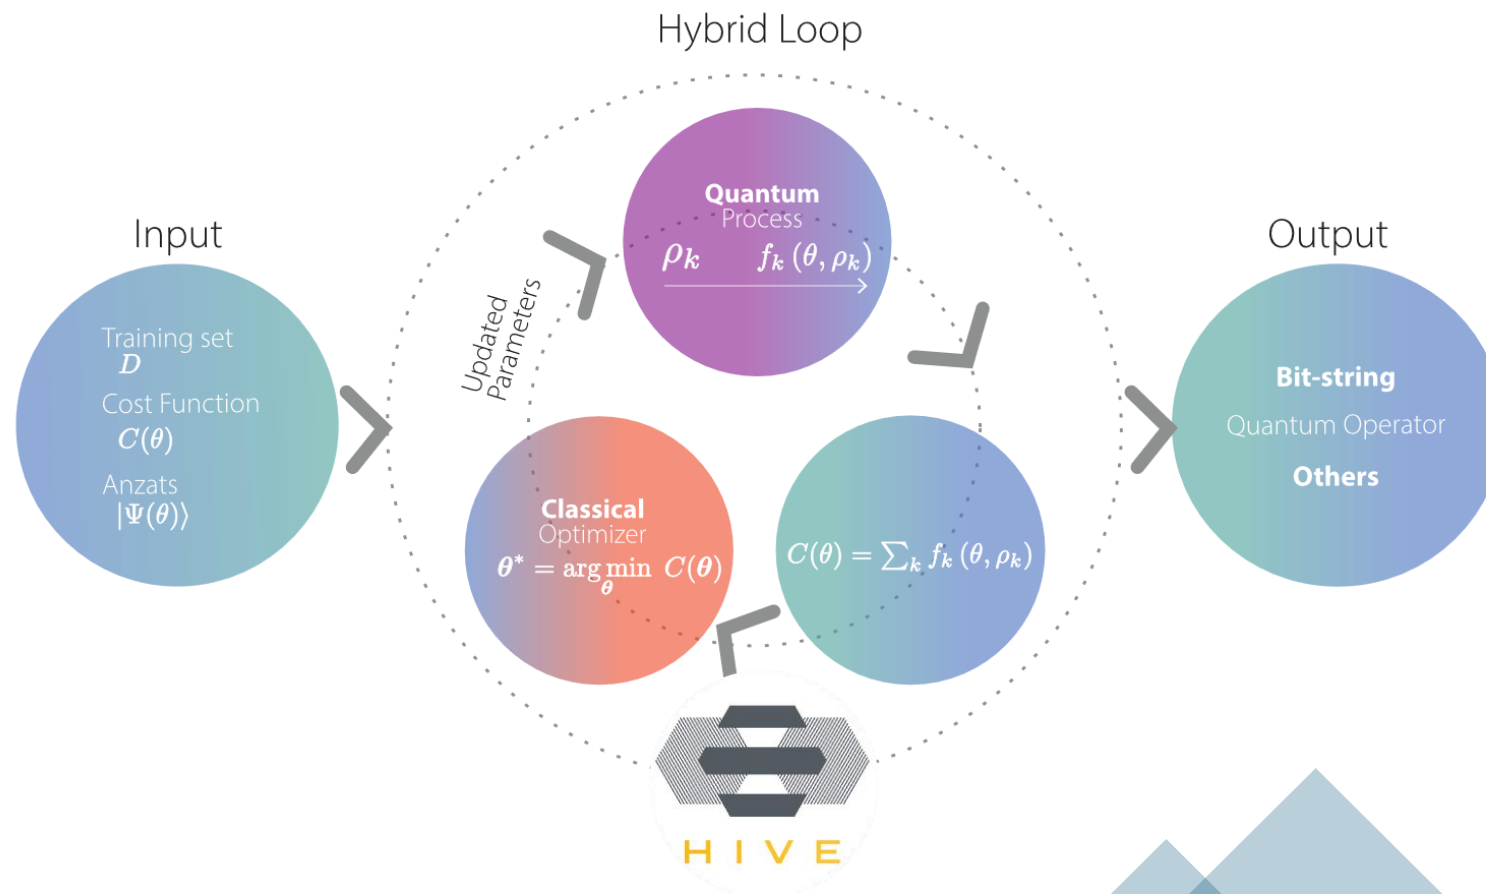 Hybrid Loop
Input
Training set
D
Cost Function
C(θ)
Anzats
|Ψ(θ)⟩
Updated
Parameters
Quantum
Process
ρₖ fₖ (θ, ρₖ)
Classical
Optimizer
θ* = arg min C(θ)
θ
C(θ) = ∑ₖ fₖ (θ, ρₖ)
HIVE
Output
Bit-string
Quantum Operator
Others